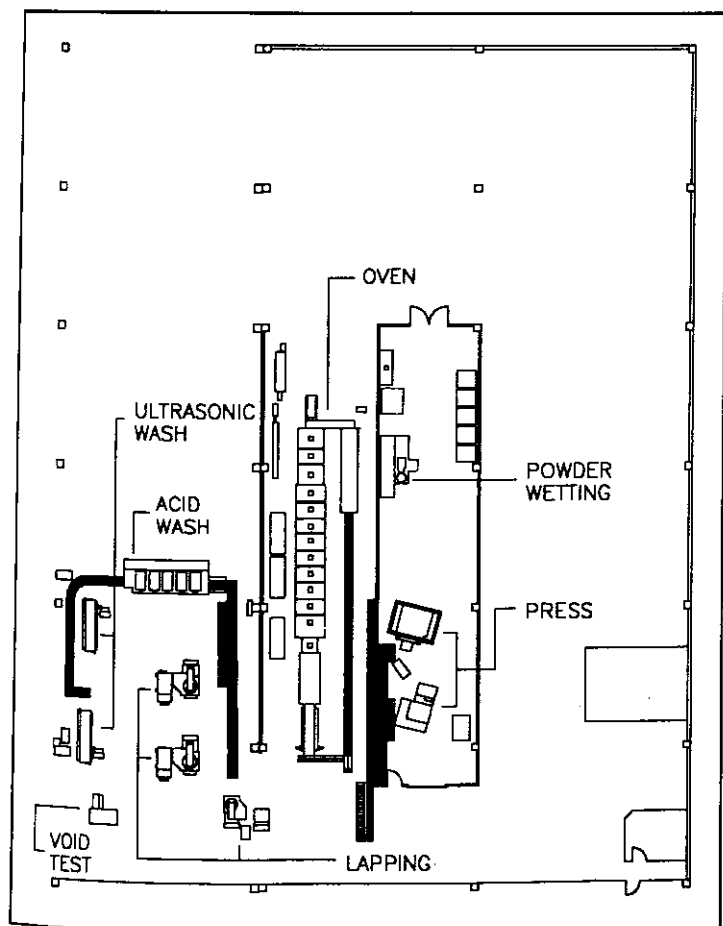 OVEN
ULTRASONIC
WASH
ACID
WASH
POWDER
WETTING
PRESS
VOID
TEST
LAPPING